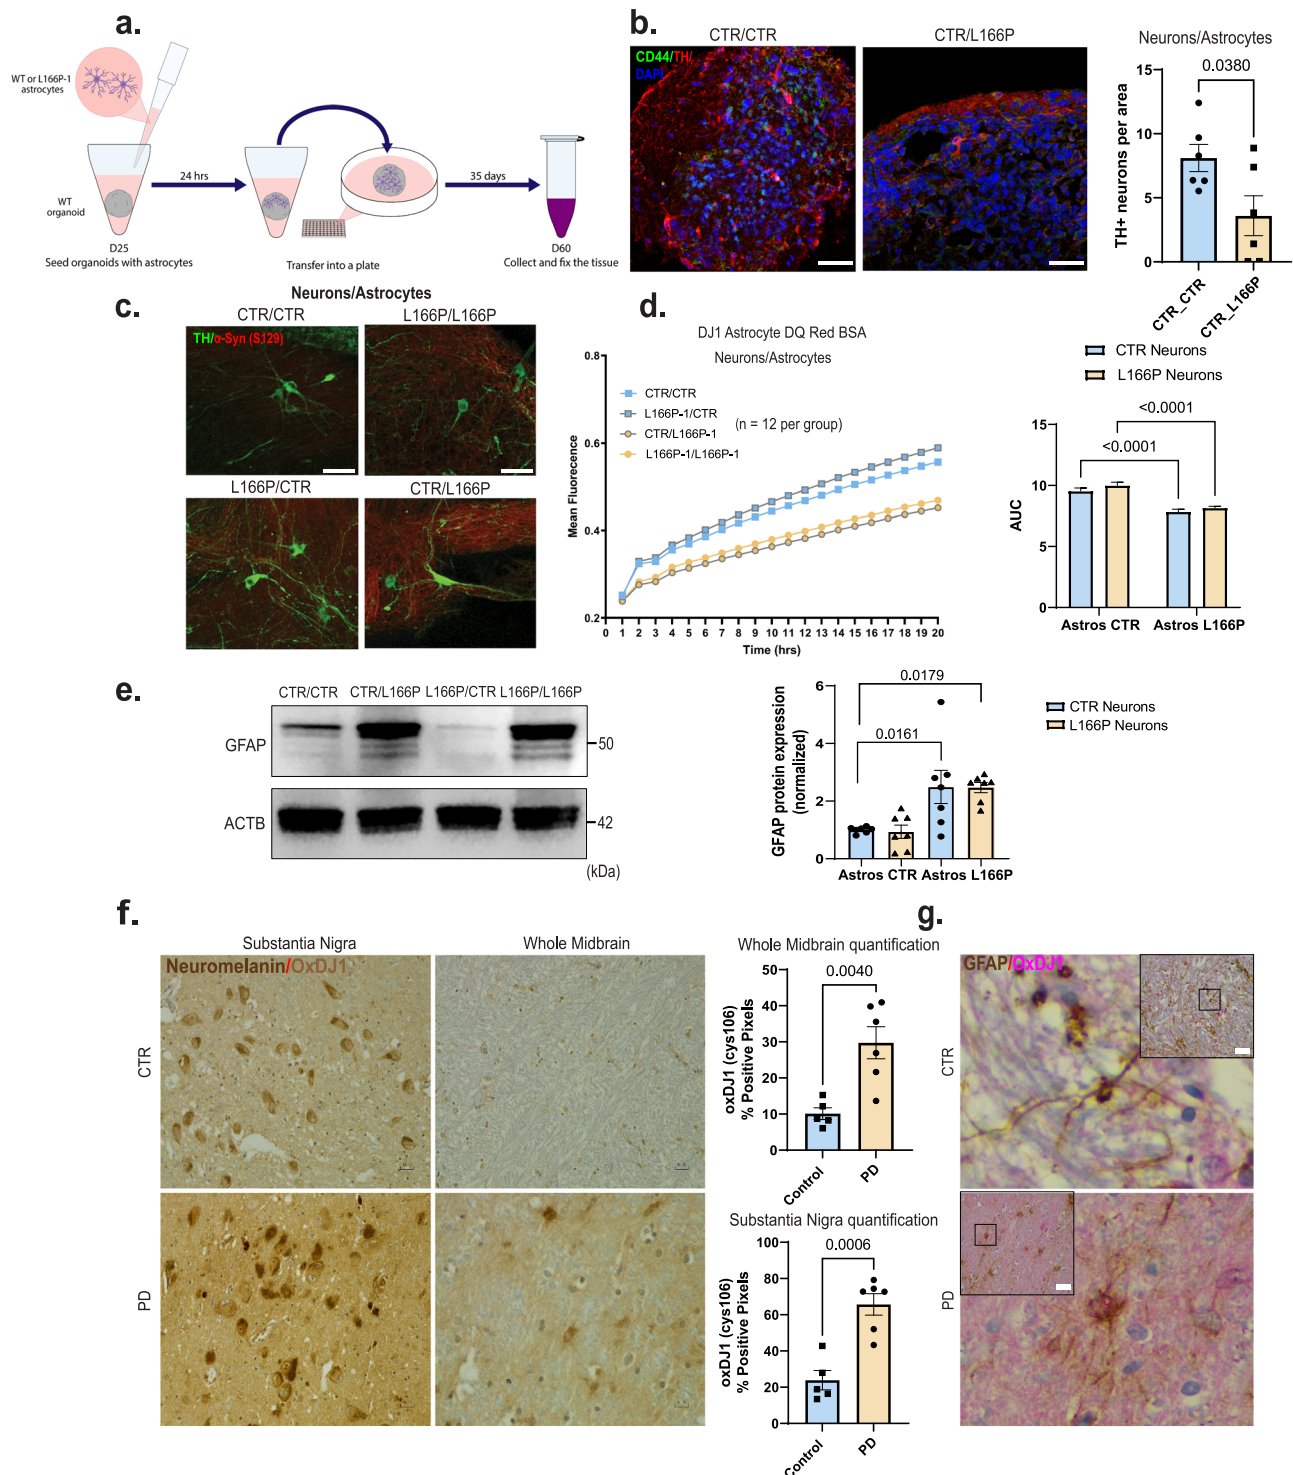 a.
WT or L166P-1
astrocytes
24 hrs
35 days
WT
organoid
D25
Seed organoids with astrocytes
Transfer into a plate
D60
Collect and fix the tissue
b.
CTR/CTR
CD44/TH/
DAPI
CTR/L166P
Neurons/Astrocytes
0.0380
TH+ neurons per area
15
10
5
0
CTR_CTR
CTR_L166P
c.
Neurons/Astrocytes
CTR/CTR
L166P/L166P
TH/α-Syn (S129)
L166P/CTR
CTR/L166P
d.
DJ1 Astrocyte DQ Red BSA
Neurons/Astrocytes
CTR/CTR
L166P-1/CTR
CTR/L166P-1
L166P-1/L166P-1
(n = 12 per group)
Mean Fluorecence
0.8
0.6
0.4
0.2
0 1 2 3 4 5 6 7 8 9 10 11 12 13 14 15 16 17 18 19 20
Time (hrs)
CTR Neurons
L166P Neurons
<0.0001
<0.0001
AUC
15
10
5
0
Astros CTR
Astros L166P
e.
CTR/CTR
CTR/L166P
L166P/CTR
L166P/L166P
GFAP
50
ACTB
42
(kDa)
0.0179
0.0161
GFAP protein expression
(normalized)
6
4
2
0
Astros CTR
Astros L166P
CTR Neurons
L166P Neurons
f.
Substantia Nigra
Whole Midbrain
Neuromelanin/OxDJ1
CTR
PD
Whole Midbrain quantification
0.0040
oxDJ1 (cys106)
% Positive Pixels
50
40
30
20
10
0
Control
PD
Substantia Nigra quantification
0.0006
oxDJ1 (cys106)
% Positive Pixels
100
80
60
40
20
0
Control
PD
g.
GFAP/OxDJ1
CTR
PD